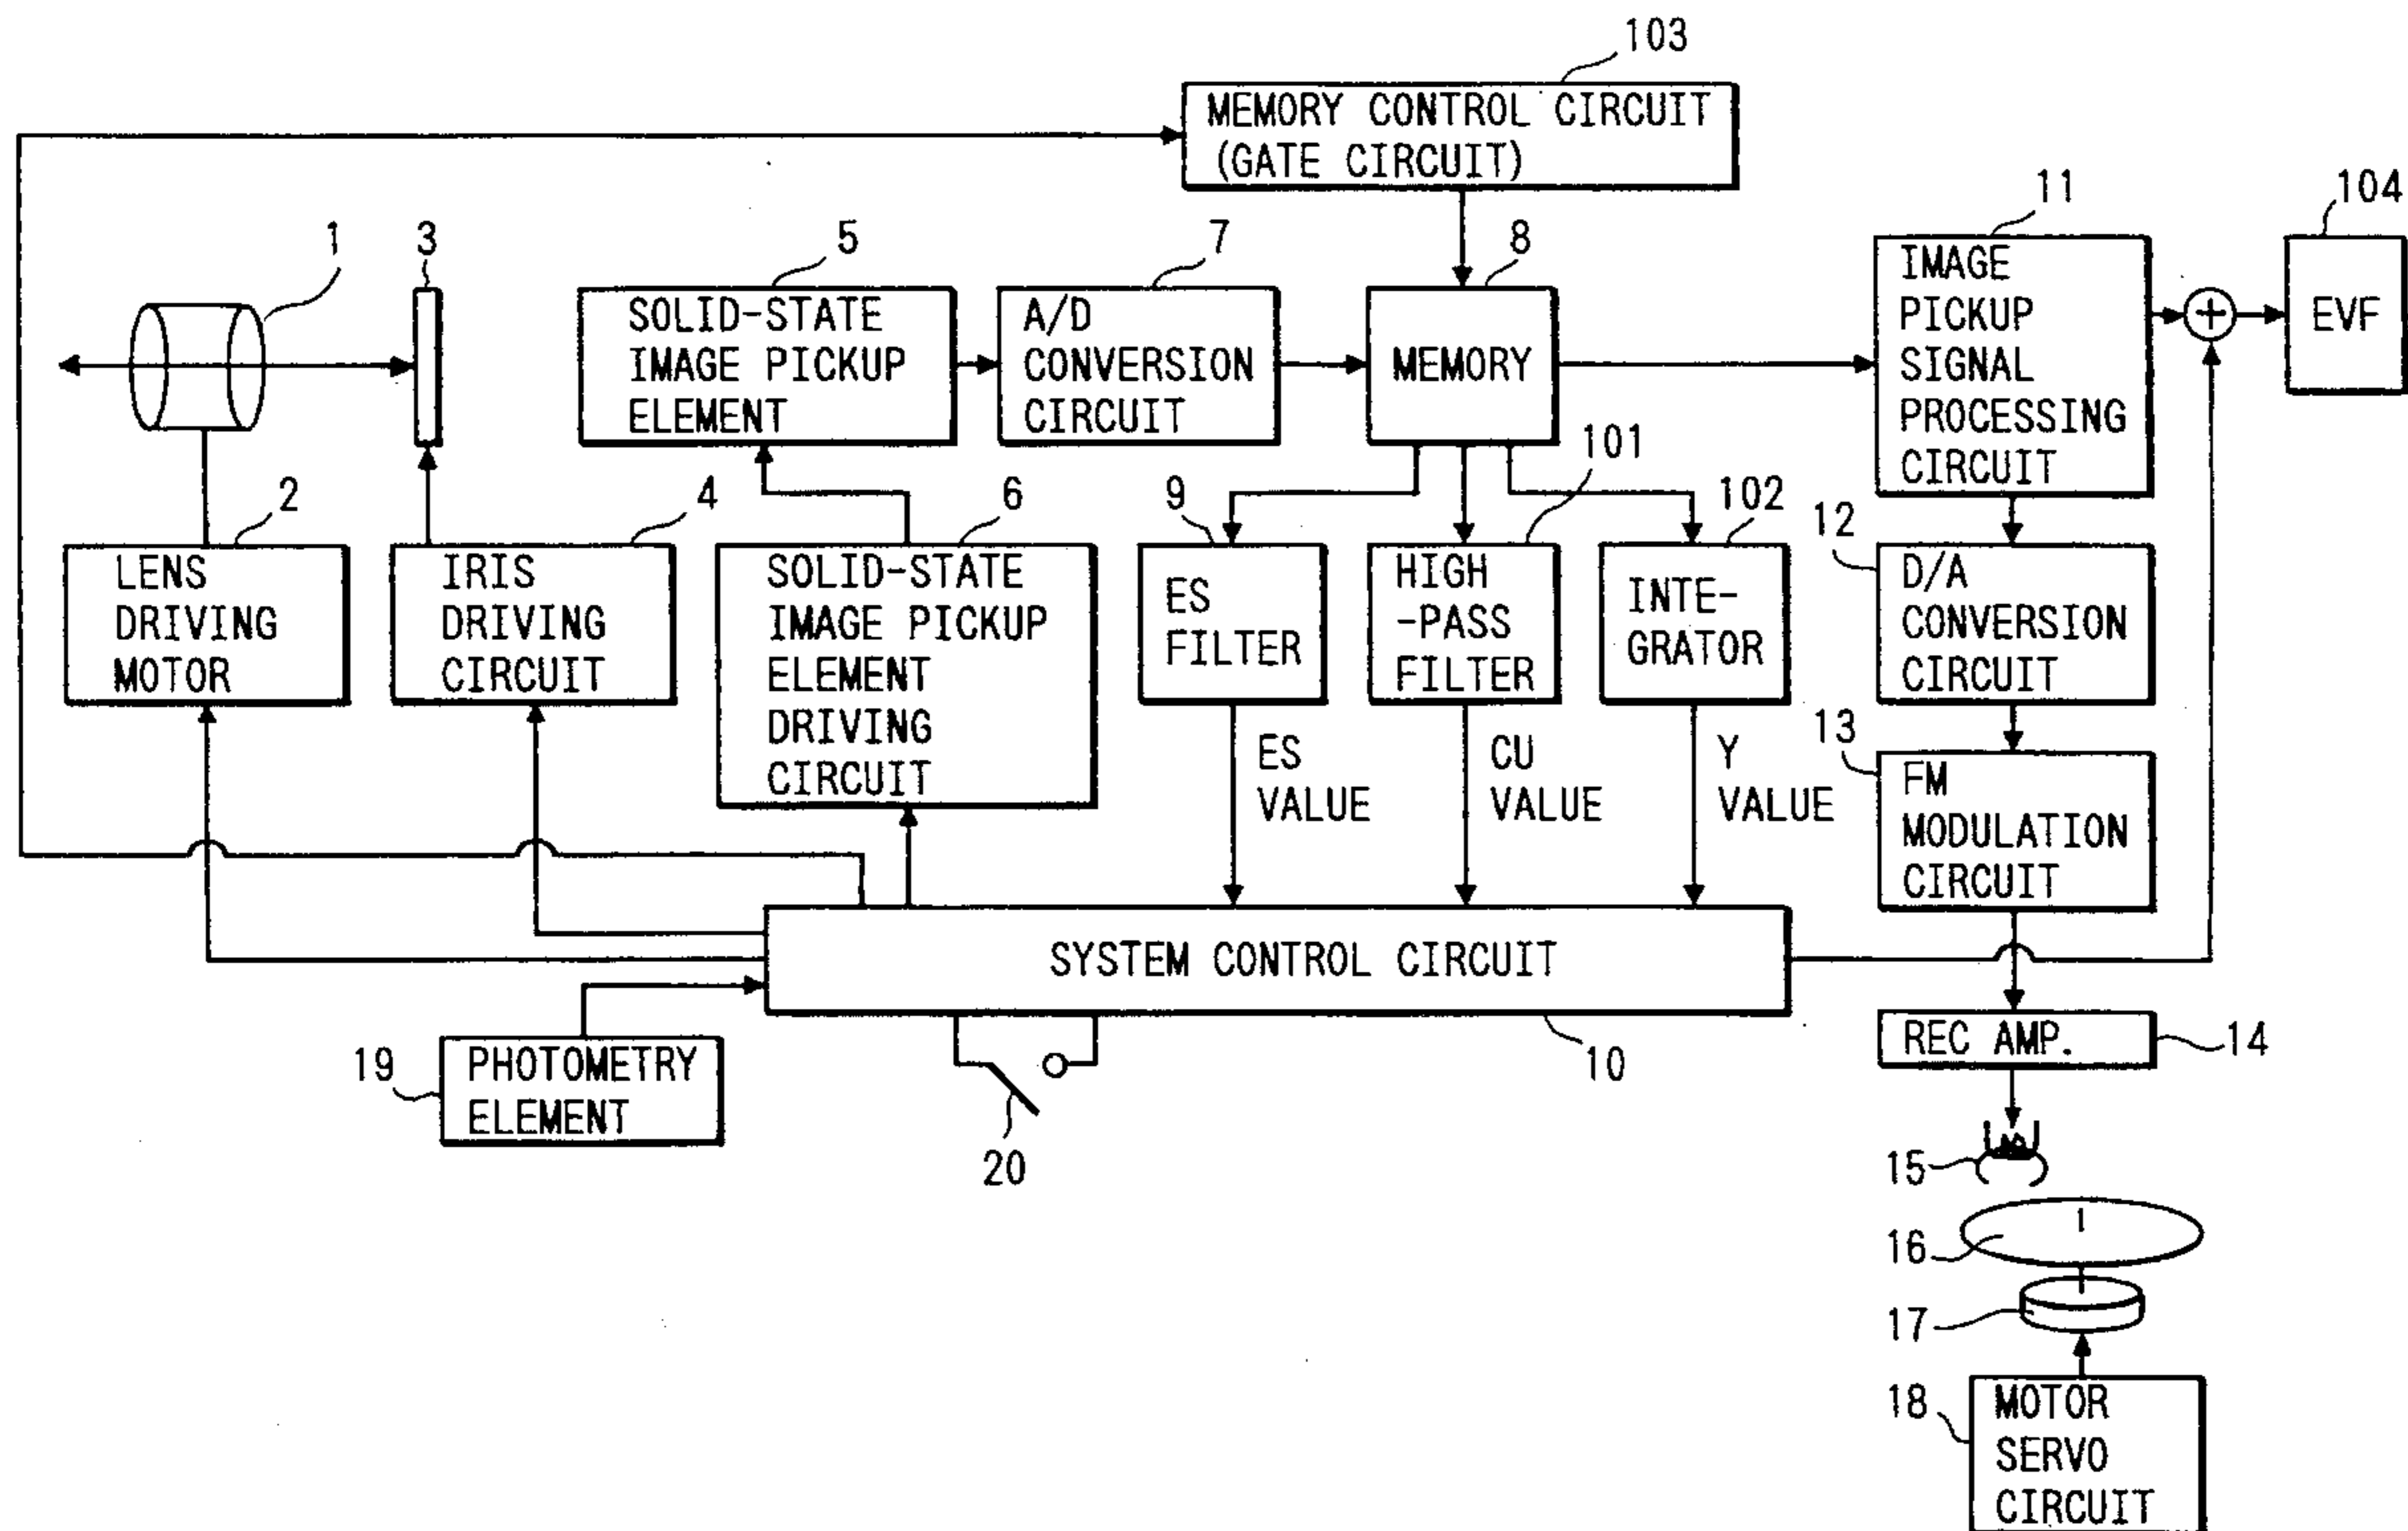 103
MEMORY CONTROL CIRCUIT
(GATE CIRCUIT)
1
3
5
7
8
11
104
SOLID-STATE
IMAGE PICKUP
ELEMENT
A/D
CONVERSION
CIRCUIT
MEMORY
IMAGE
PICKUP
SIGNAL
PROCESSING
CIRCUIT
+
EVF
2
4
6
9
101
102
12
LENS
DRIVING
MOTOR
IRIS
DRIVING
CIRCUIT
SOLID-STATE
IMAGE PICKUP
ELEMENT
DRIVING
CIRCUIT
ES
FILTER
HIGH
-PASS
FILTER
INTE-
GRATOR
D/A
CONVERSION
CIRCUIT
ES
VALUE
CU
VALUE
Y
VALUE
13
FM
MODULATION
CIRCUIT
SYSTEM CONTROL CIRCUIT
10
19
PHOTOMETRY
ELEMENT
20
REC AMP.
14
15
16
17
18
MOTOR
SERVO
CIRCUIT